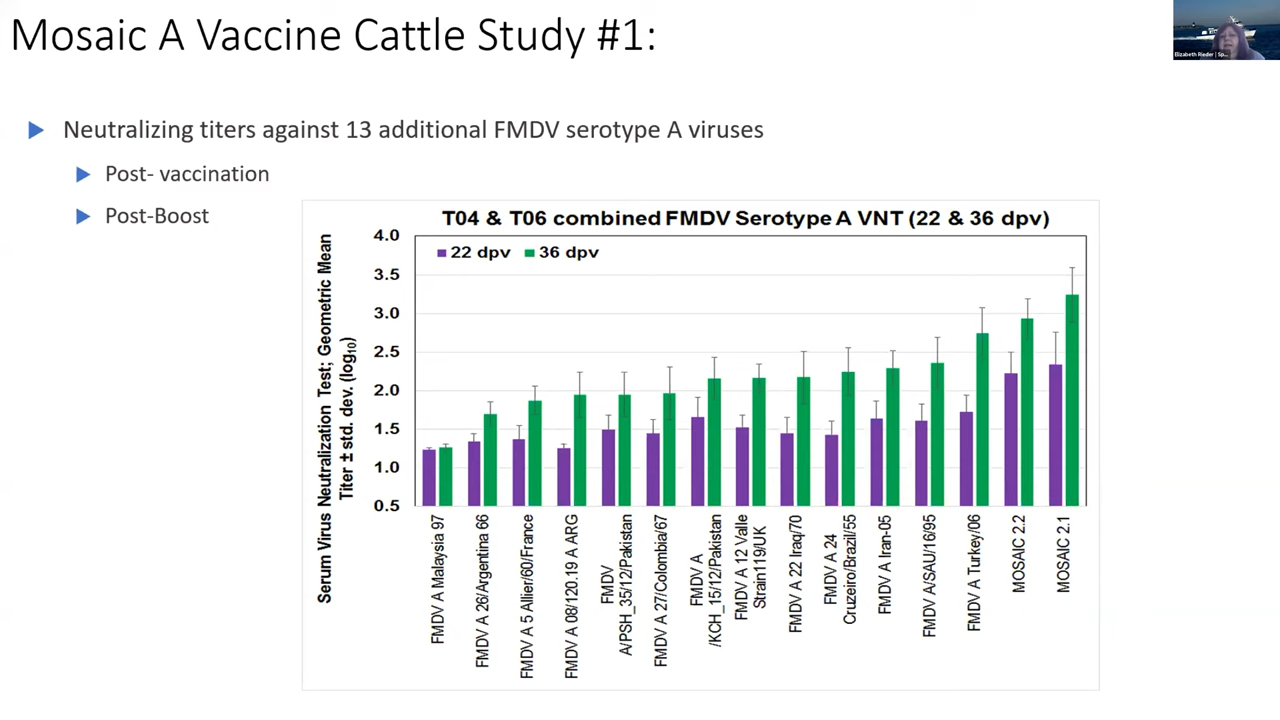 Mosaic A Vaccine Cattle Study #1:
Elizabeth Rieder | Sp...
Neutralizing titers against 13 additional FMDV serotype A viruses
Post- vaccination
Post-Boost
T04 & T06 combined FMDV Serotype A VNT (22 & 36 dpv)
Serum Virus Neutralization Test; Geometric Mean
Titer ± std. dev. (log10)
22 dpv
36 dpv
4.0
3.5
3.0
2.5
2.0
1.5
1.0
0.5
FMDV A Malaysia 97
FMDV A 26/Argentina 66
FMDV A 5 Allier/60/France
FMDV A 08/120.19 A ARG
FMDV
A/PSH_35/12/Pakistan
FMDV A 27/Colombia/67
FMDV A
/KCH_15/12/Pakistan
FMDV A 12 Valle
Strain119/UK
FMDV A 22 Iraq/70
FMDV A 24
Cruzeiro/Brazil/55
FMDV A Iran-05
FMDV A/SAU/16/95
FMDV A Turkey/06
MOSAIC 2.2
MOSAIC 2.1